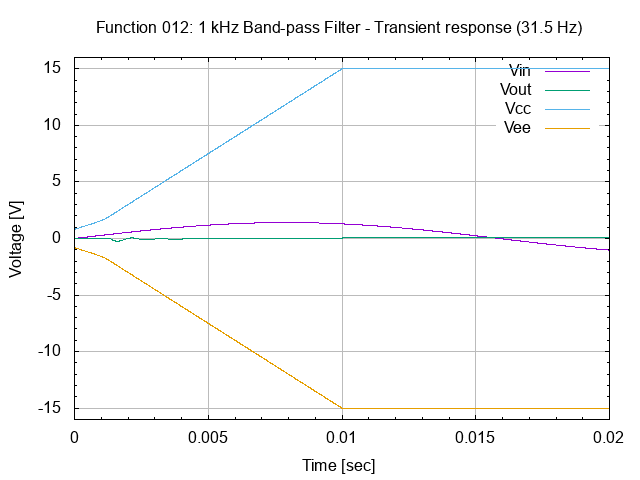 Function 012: 1 kHz Band-pass Filter - Transient response (31.5 Hz)
15
10
5
0
-5
-10
-15
Voltage [V]
Vin
Vout
Vcc
Vee
0 0.005 0.01 0.015 0.02
Time [sec]